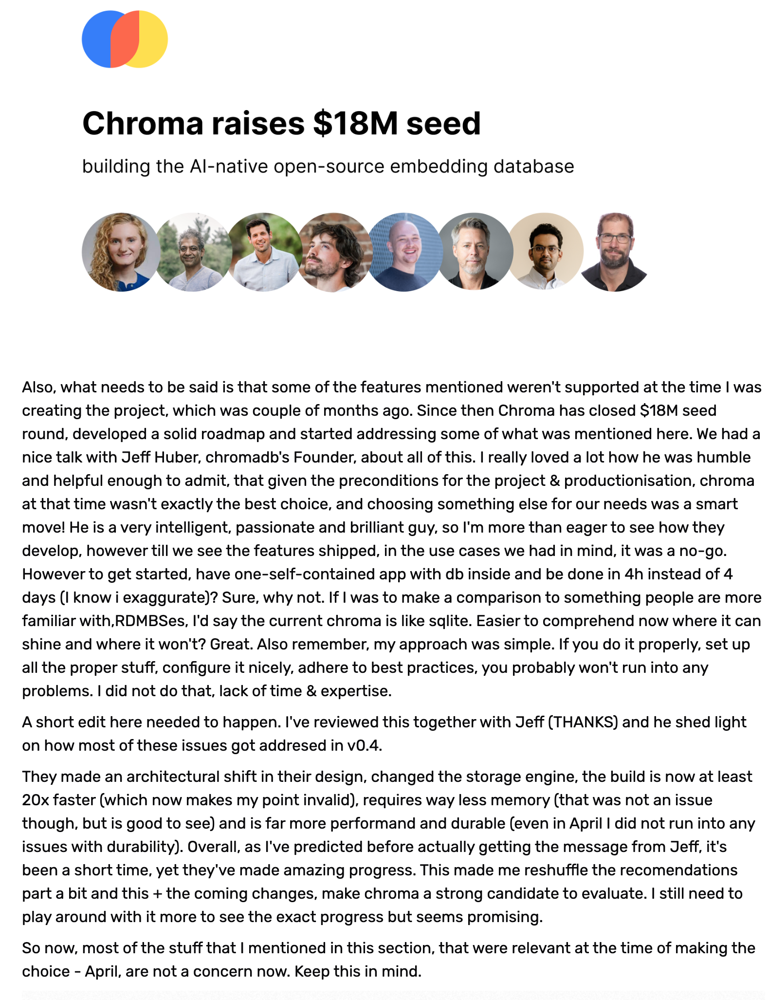 Chroma raises $18M seed
building the AI-native open-source embedding database
Also, what needs to be said is that some of the features mentioned weren't supported at the time I was
creating the project, which was couple of months ago. Since then Chroma has closed $18M seed
round, developed a solid roadmap and started addressing some of what was mentioned here. We had a
nice talk with Jeff Huber, chromadb's Founder, about all of this. I really loved a lot how he was humble
and helpful enough to admit, that given the preconditions for the project & productionisation, chroma
at that time wasn't exactly the best choice, and choosing something else for our needs was a smart
move! He is a very intelligent, passionate and brilliant guy, so I'm more than eager to see how they
develop, however till we see the features shipped, in the use cases we had in mind, it was a no-go.
However to get started, have one-self-contained app with db inside and be done in 4h instead of 4
days (I know i exaggurate)? Sure, why not. If I was to make a comparison to something people are more
familiar with,RDMBSes, I'd say the current chroma is like sqlite. Easier to comprehend now where it can
shine and where it won't? Great. Also remember, my approach was simple. If you do it properly, set up
all the proper stuff, configure it nicely, adhere to best practices, you probably won't run into any
problems. I did not do that, lack of time & expertise.
A short edit here needed to happen. I've reviewed this together with Jeff (THANKS) and he shed light
on how most of these issues got addresed in v0.4.
They made an architectural shift in their design, changed the storage engine, the build is now at least
20x faster (which now makes my point invalid), requires way less memory (that was not an issue
though, but is good to see) and is far more performand and durable (even in April I did not run into any
issues with durability). Overall, as I've predicted before actually getting the message from Jeff, it's
been a short time, yet they've made amazing progress. This made me reshuffle the recomendations
part a bit and this + the coming changes, make chroma a strong candidate to evaluate. I still need to
play around with it more to see the exact progress but seems promising.
So now, most of the stuff that I mentioned in this section, that were relevant at the time of making the
choice - April, are not a concern now. Keep this in mind.